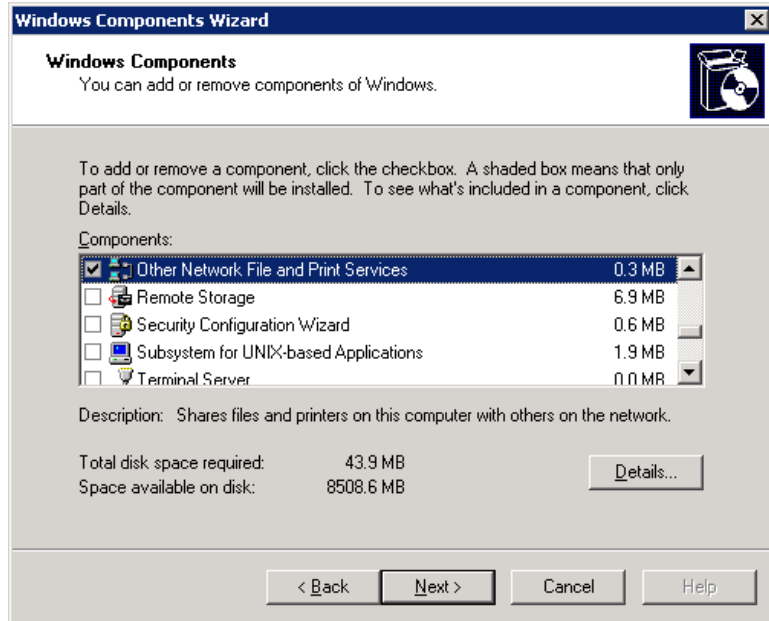 Windows Components Wizard
Windows Components
You can add or remove components of Windows.
To add or remove a component, click the checkbox. A shaded box means that only
part of the component will be installed. To see what's included in a component, click
Details.
Components:
Other Network File and Print Services 0.3 MB
Remote Storage 6.9 MB
Security Configuration Wizard 0.6 MB
Subsystem for UNIX-based Applications 1.9 MB
Terminal Server 0.0 MB
Description: Shares files and printers on this computer with others on the network.
Total disk space required: 43.9 MB
Space available on disk: 8508.6 MB
Details...
< Back Next > Cancel Help